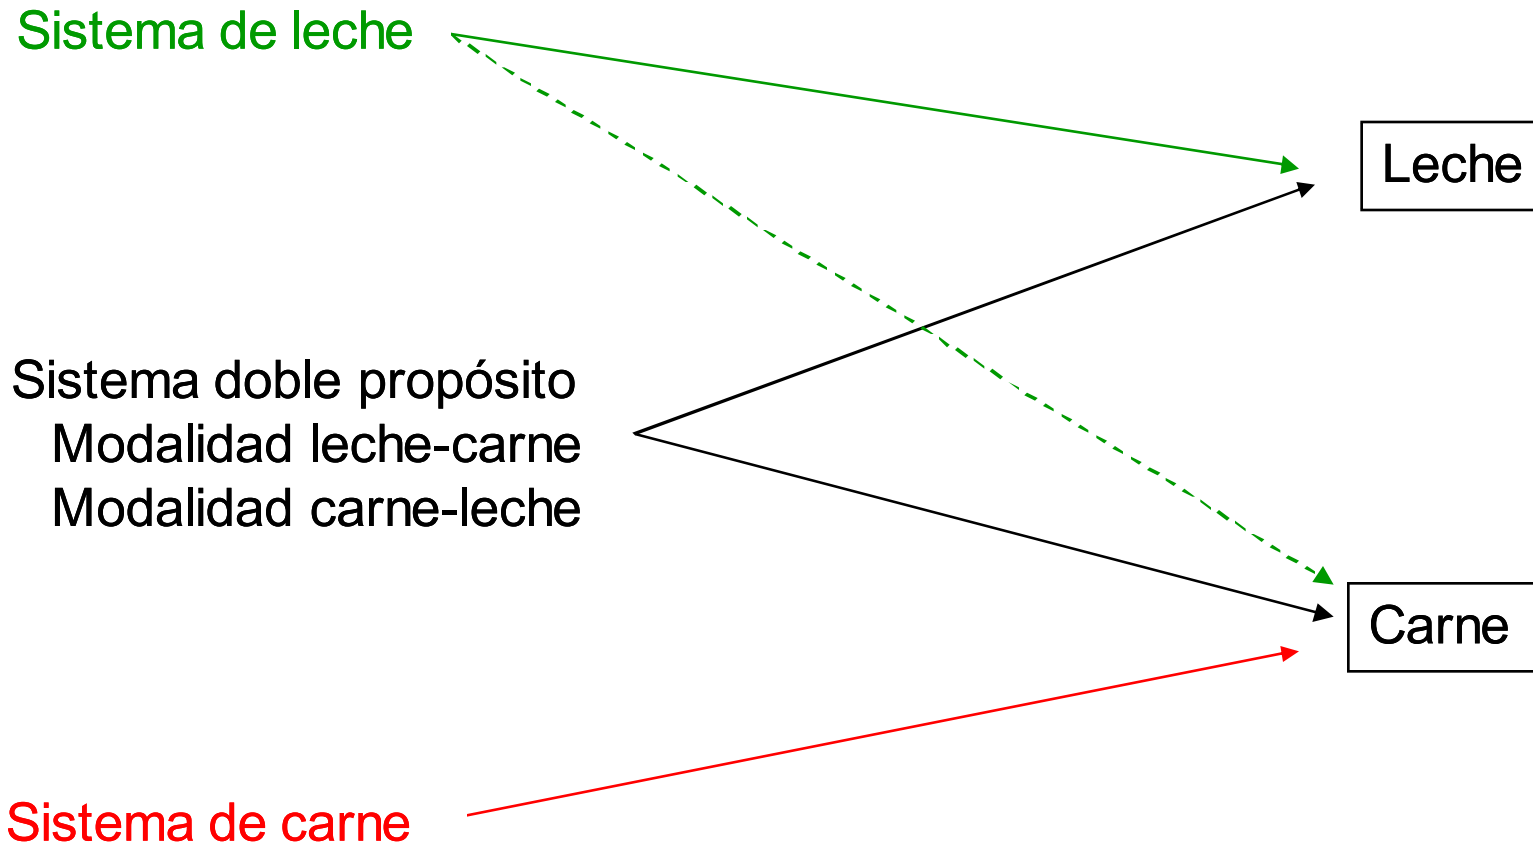 Sistema de leche
Leche
Sistema doble propósito
Modalidad leche-carne
Modalidad carne-leche
Carne
Sistema de carne